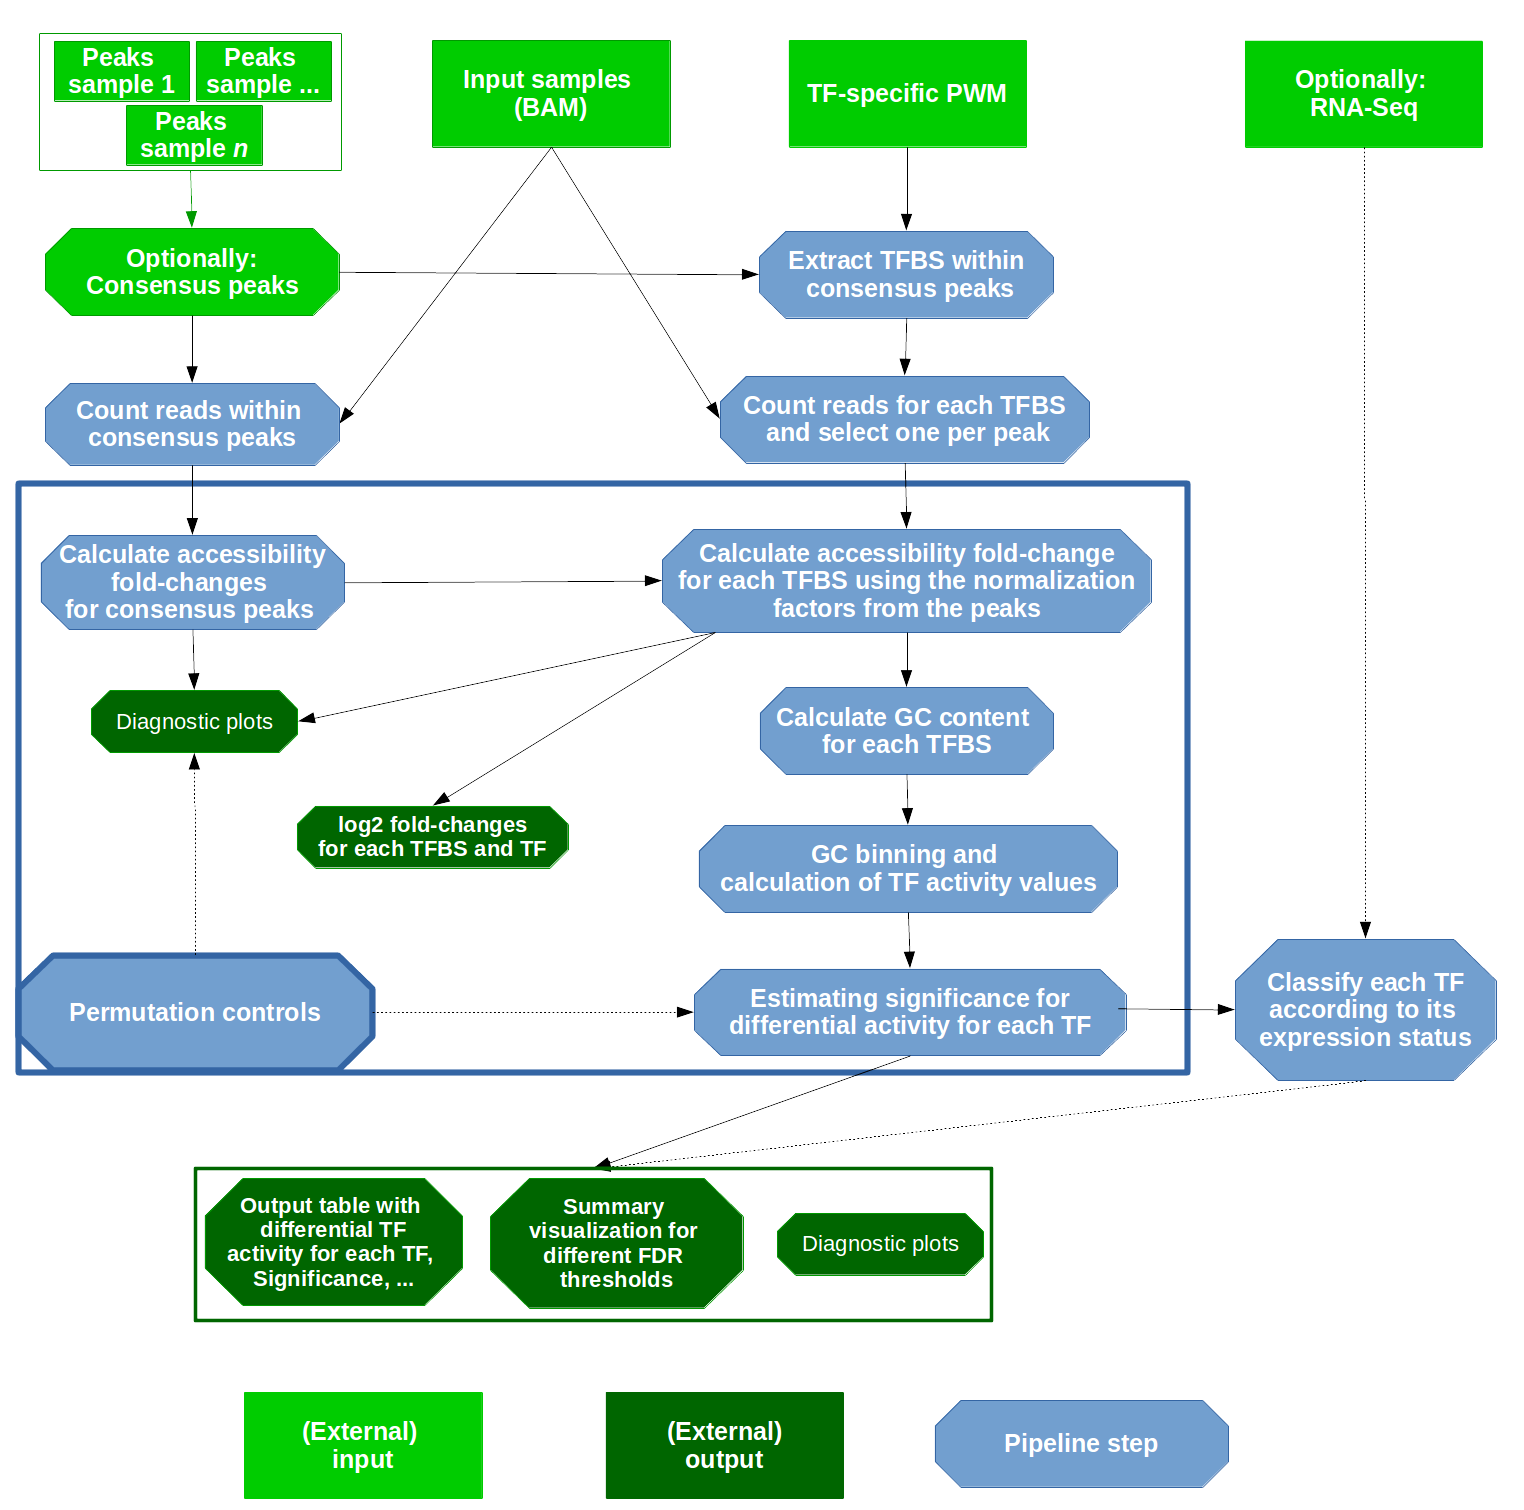 Peaks
sample 1
Peaks
sample ...
Peaks
sample n
Input samples
(BAM)
TF-specific PWM
Optionally:
RNA-Seq
Optionally:
Consensus peaks
Extract TFBS within
consensus peaks
Count reads within
consensus peaks
Count reads for each TFBS
and select one per peak
Calculate accessibility
fold-changes
for consensus peaks
Calculate accessibility fold-change
for each TFBS using the normalization
factors from the peaks
Diagnostic plots
Calculate GC content
for each TFBS
log2 fold-changes
for each TFBS and TF
GC binning and
calculation of TF activity values
Permutation controls
Estimating significance for
differential activity for each TF
Classify each TF
according to its
expression status
Output table with
differential TF
activity for each TF,
Significance, ...
Summary
visualization for
different FDR
thresholds
Diagnostic plots
(External)
input
(External)
output
Pipeline step